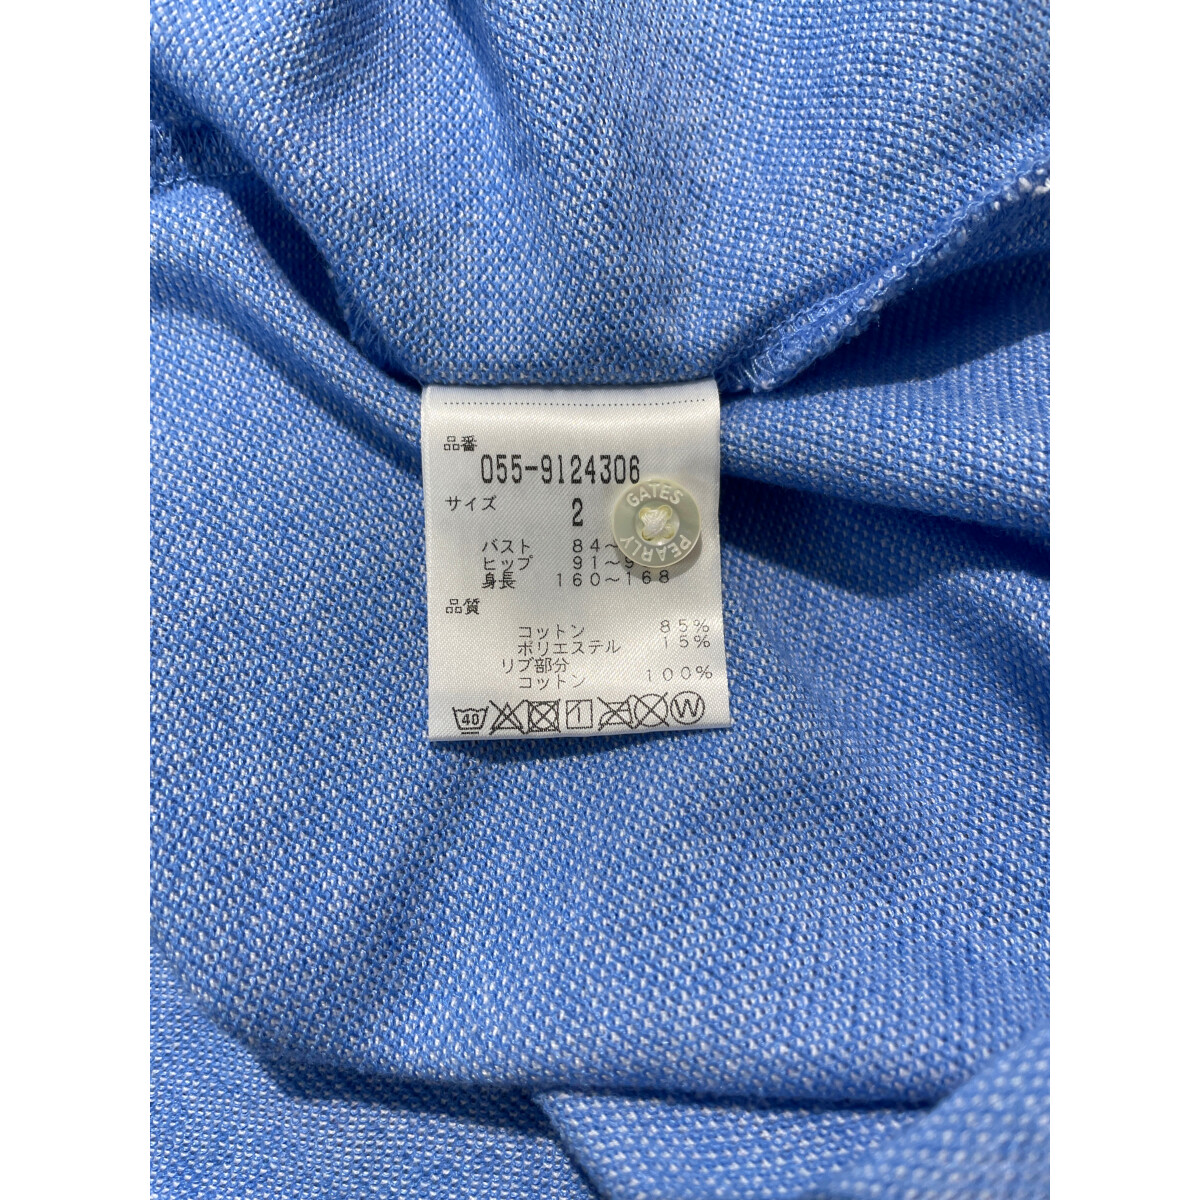 品番
055-9124306
サイズ 2
GATES
PEARLY
バスト 84～
ヒップ 91～9
身長 160～168
品質
コットン 85%
ポリエステル 15%
リブ部分
コットン 100%
40 1 W